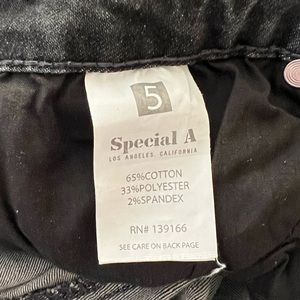 5
Special A
LOS ANGELES, CALIFORNIA
65%COTTON
33%POLYESTER
2%SPANDEX
RN# 139166
SEE CARE ON BACK PAGE